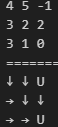 4 5 -1
3 2 2
3 1 0
=======
↓ ↓ U
→ ↓ ↓
→ → U